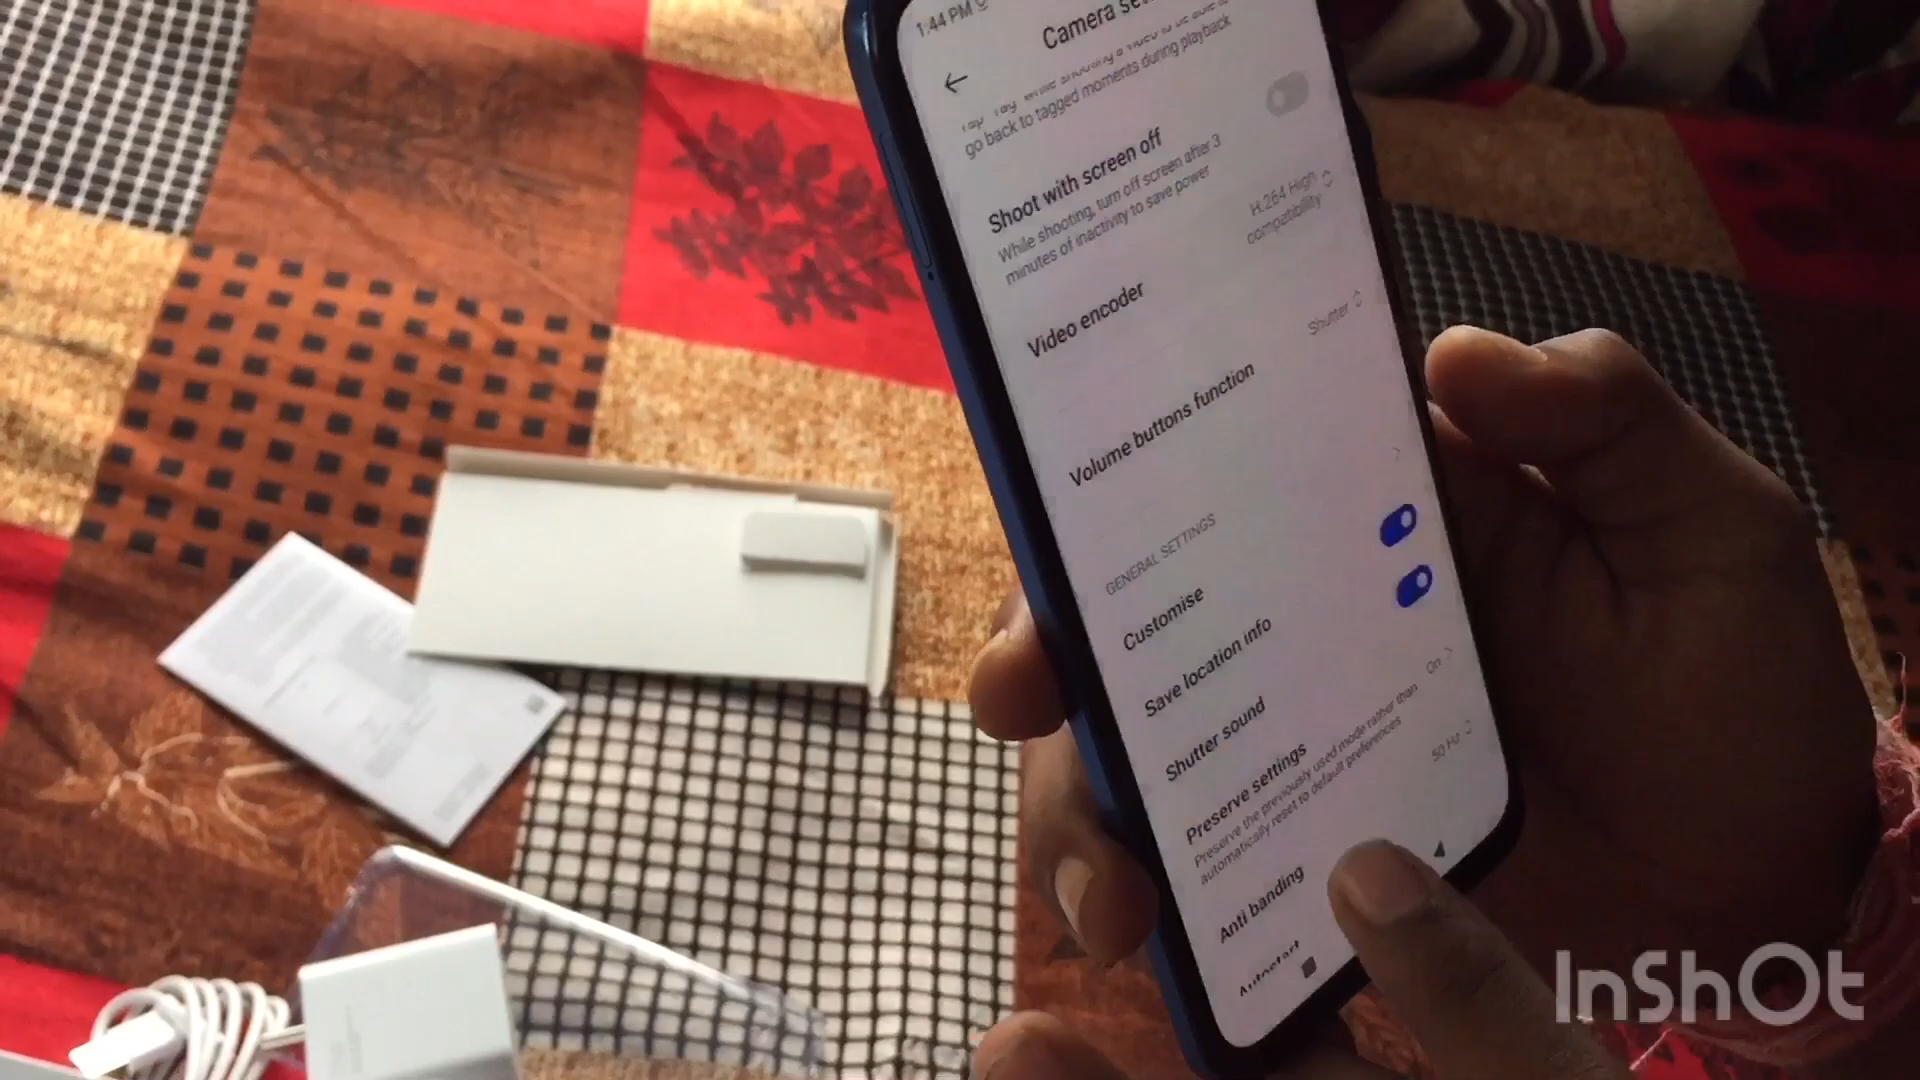 1:44 PM
Camera
go back to tagged moments during playback
Shoot with screen off
While shooting, turn off screen after 3
minutes of inactivity to save power
Video encoder
H.264 High
compatibility
Volume buttons function
Shutter
GENERAL SETTINGS
Customise
Save location info
Shutter sound
Preserve settings
Preserve the previously used mode rather than
automatically reset to default preferences
On
Anti banding
50 Hz
Autostart
InShOt